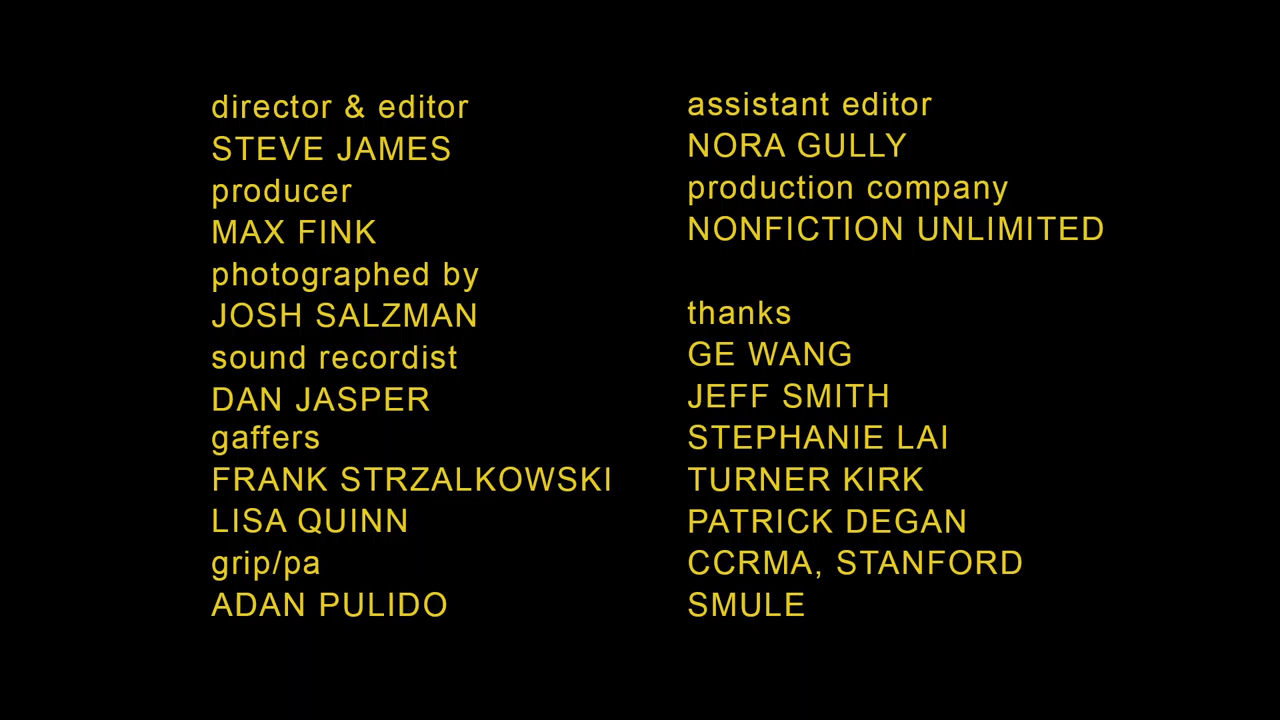 director & editor
STEVE JAMES
producer
MAX FINK
photographed by
JOSH SALZMAN
sound recordist
DAN JASPER
gaffers
FRANK STRZALKOWSKI
LISA QUINN
grip/pa
ADAN PULIDO
assistant editor
NORA GULLY
production company
NONFICTION UNLIMITED
thanks
GE WANG
JEFF SMITH
STEPHANIE LAI
TURNER KIRK
PATRICK DEGAN
CCRMA, STANFORD
SMULE